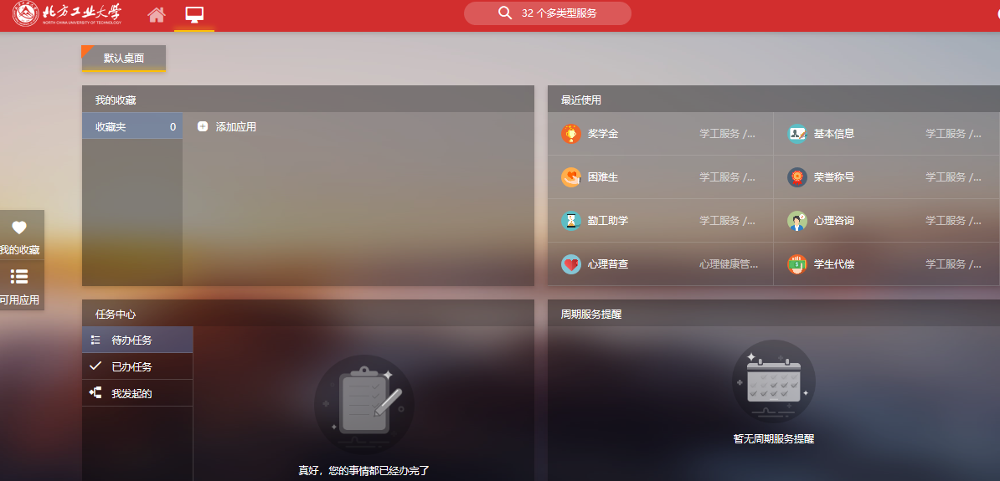 北方工业大学
NORTH CHINA UNIVERSITY OF TECHNOLOGY
32 个多类型服务
默认桌面
我的收藏
收藏夹 0
添加应用
最近使用
奖学金 学工服务 /...
基本信息 学工服务 /...
困难生 学工服务 /...
荣誉称号 学工服务 /...
勤工助学 学工服务 /...
心理咨询 学工服务 /...
心理普查 心理健康管...
学生代偿 学工服务 /...
我的收藏
可用应用
任务中心
待办任务
已办任务
我发起的
真好，您的事情都已经办完了
周期服务提醒
暂无周期服务提醒